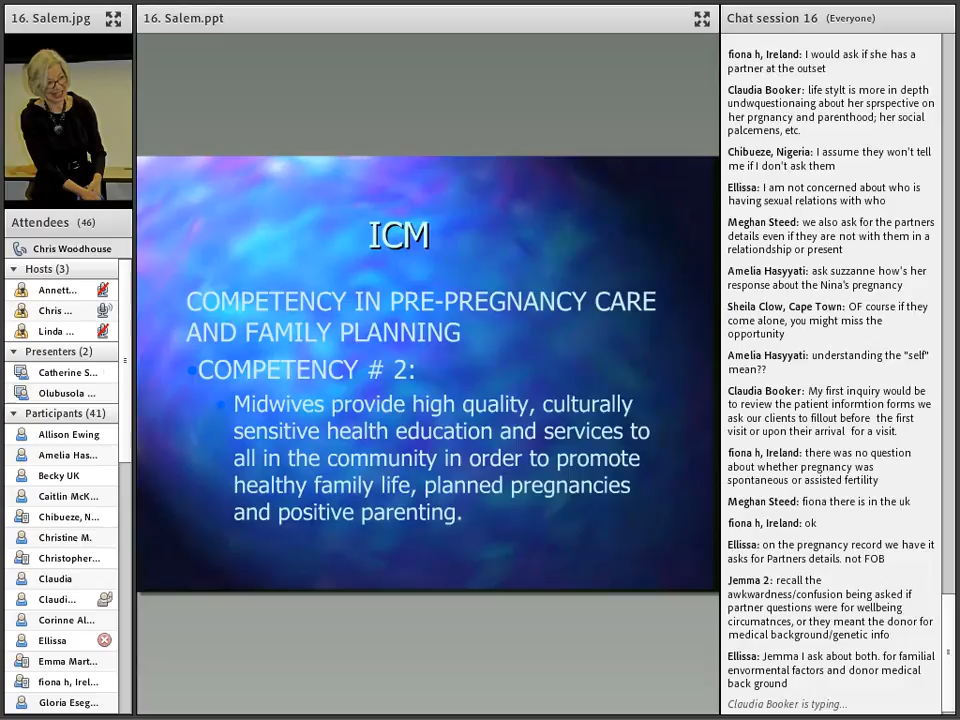 16. Salem.jpg
Attendees (46)
Chris Woodhouse
Hosts (3)
Annett...
Chris ...
Linda ...
Presenters (2)
Catherine S...
Olubusola ...
Participants (41)
Allison Ewing
Amelia Has...
Becky UK
Caitlin McK...
Chibueze, N...
Christine M.
Christopher...
Claudia
Claudi...
Corinne Al...
Ellissa
Emma Mart...
fiona h, Irel...
Gloria Eseg...
16. Salem.ppt
ICM
COMPETENCY IN PRE-PREGNANCY CARE
AND FAMILY PLANNING
•COMPETENCY # 2:
• Midwives provide high quality, culturally
sensitive health education and services to
all in the community in order to promote
healthy family life, planned pregnancies
and positive parenting.
Chat session 16 (Everyone)
fiona h, Ireland: I would ask if she has a
partner at the outset
Claudia Booker: life stylt is more in depth
undwquestionaing about her sprspective on
her prgnancy and parenthood; her social
palcemens, etc.
Chibueze, Nigeria: I assume they won't tell
me if I don't ask them
Ellissa: I am not concerned about who is
having sexual relations with who
Meghan Steed: we also ask for the partners
details even if they are not with them in a
relationship or present
Amelia Hasyyati: ask suzzanne how's her
response about the Nina's pregnancy
Sheila Clow, Cape Town: OF course if they
come alone, you might miss the
opportunity
Amelia Hasyyati: understanding the "self"
mean??
Claudia Booker: My first inquiry would be
to review the patient informtion forms we
ask our clients to fillout before the first
visit or upon their arrival for a visit.
fiona h, Ireland: there was no question
about whether pregnancy was
spontaneous or assisted fertility
Meghan Steed: fiona there is in the uk
fiona h, Ireland: ok
Ellissa: on the pregnancy record we have it
asks for Partners details. not FOB
Jemma 2: recall the
awkwardness/confusion being asked if
partner questions were for wellbeing
circumatnces, or they meant the donor for
medical background/genetic info
Ellissa: Jemma I ask about both. for familial
envormental factors and donor medical
back ground
Claudia Booker is typing...